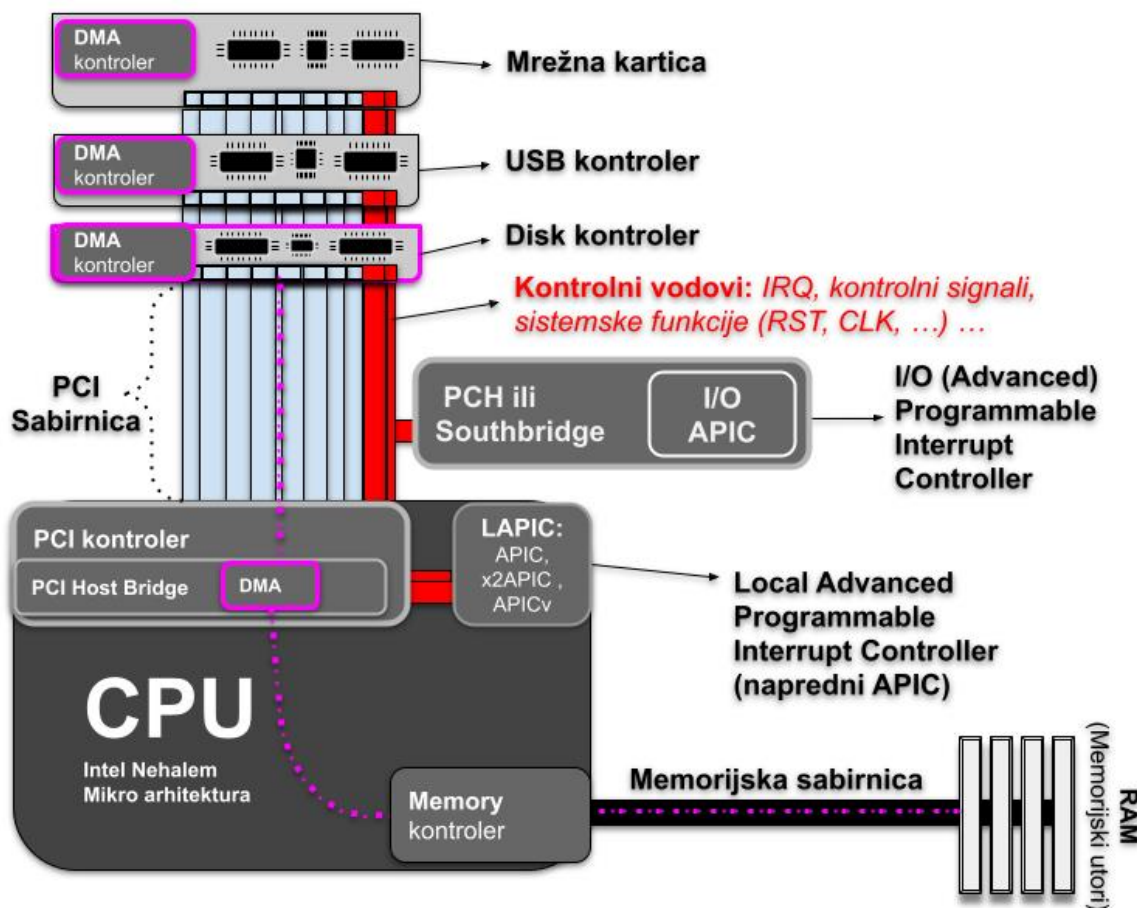 DMA
kontroler
Mrežna kartica
DMA
kontroler
USB kontroler
DMA
kontroler
Disk kontroler
Kontrolni vodovi: IRQ, kontrolni signali,
sistemske funkcije (RST, CLK, ...) ...
PCI
Sabirnica
PCH ili
Southbridge
I/O
APIC
I/O (Advanced)
Programmable
Interrupt
Controller
PCI kontroler
PCI Host Bridge
DMA
LAPIC:
APIC,
x2APIC ,
APICv
Local Advanced
Programmable
Interrupt Controller
(napredni APIC)
CPU
Intel Nehalem
Mikro arhitektura
Memory
kontroler
Memorijska sabirnica
RAM
(Memorijski utori)